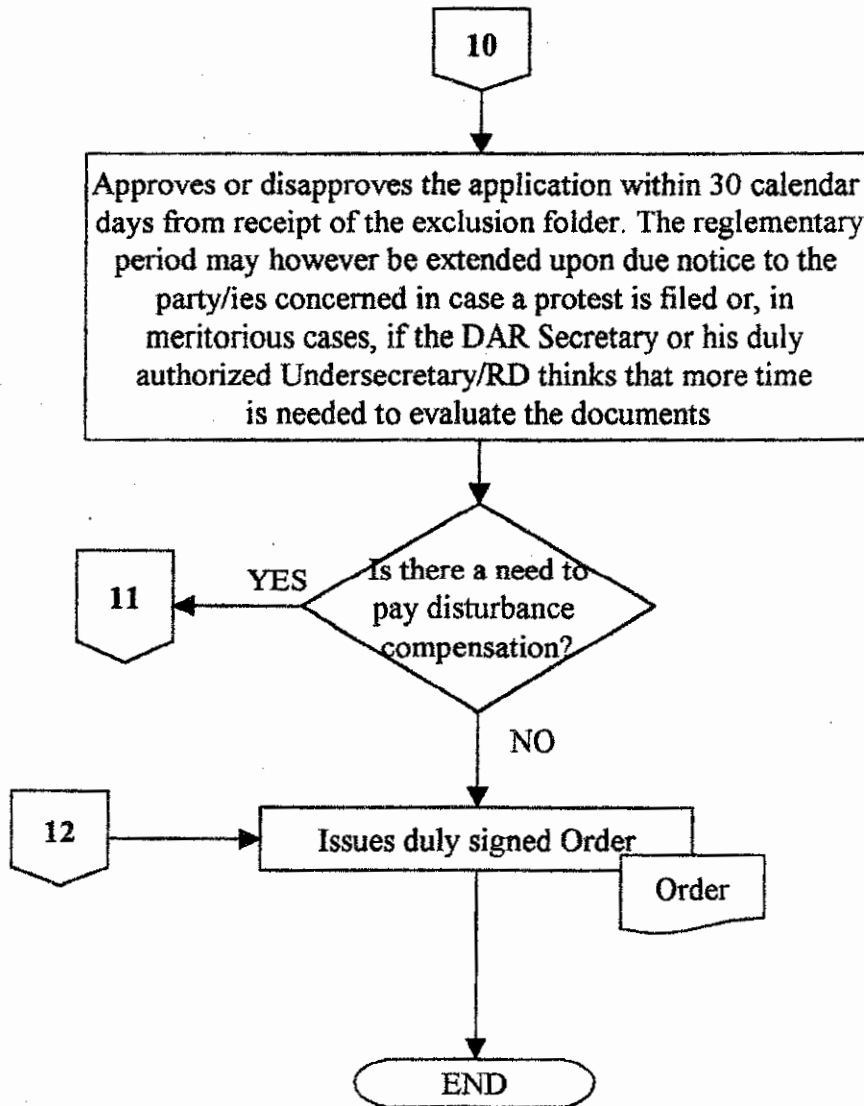 10
Approves or disapproves the application within 30 calendar
days from receipt of the exclusion folder. The reglementary
period may however be extended upon due notice to the
party/ies concerned in case a protest is filed or, in
meritorious cases, if the DAR Secretary or his duly
authorized Undersecretary/RD thinks that more time
is needed to evaluate the documents
11
YES
Is there a need to
pay disturbance
compensation?
NO
12
Issues duly signed Order
Order
END